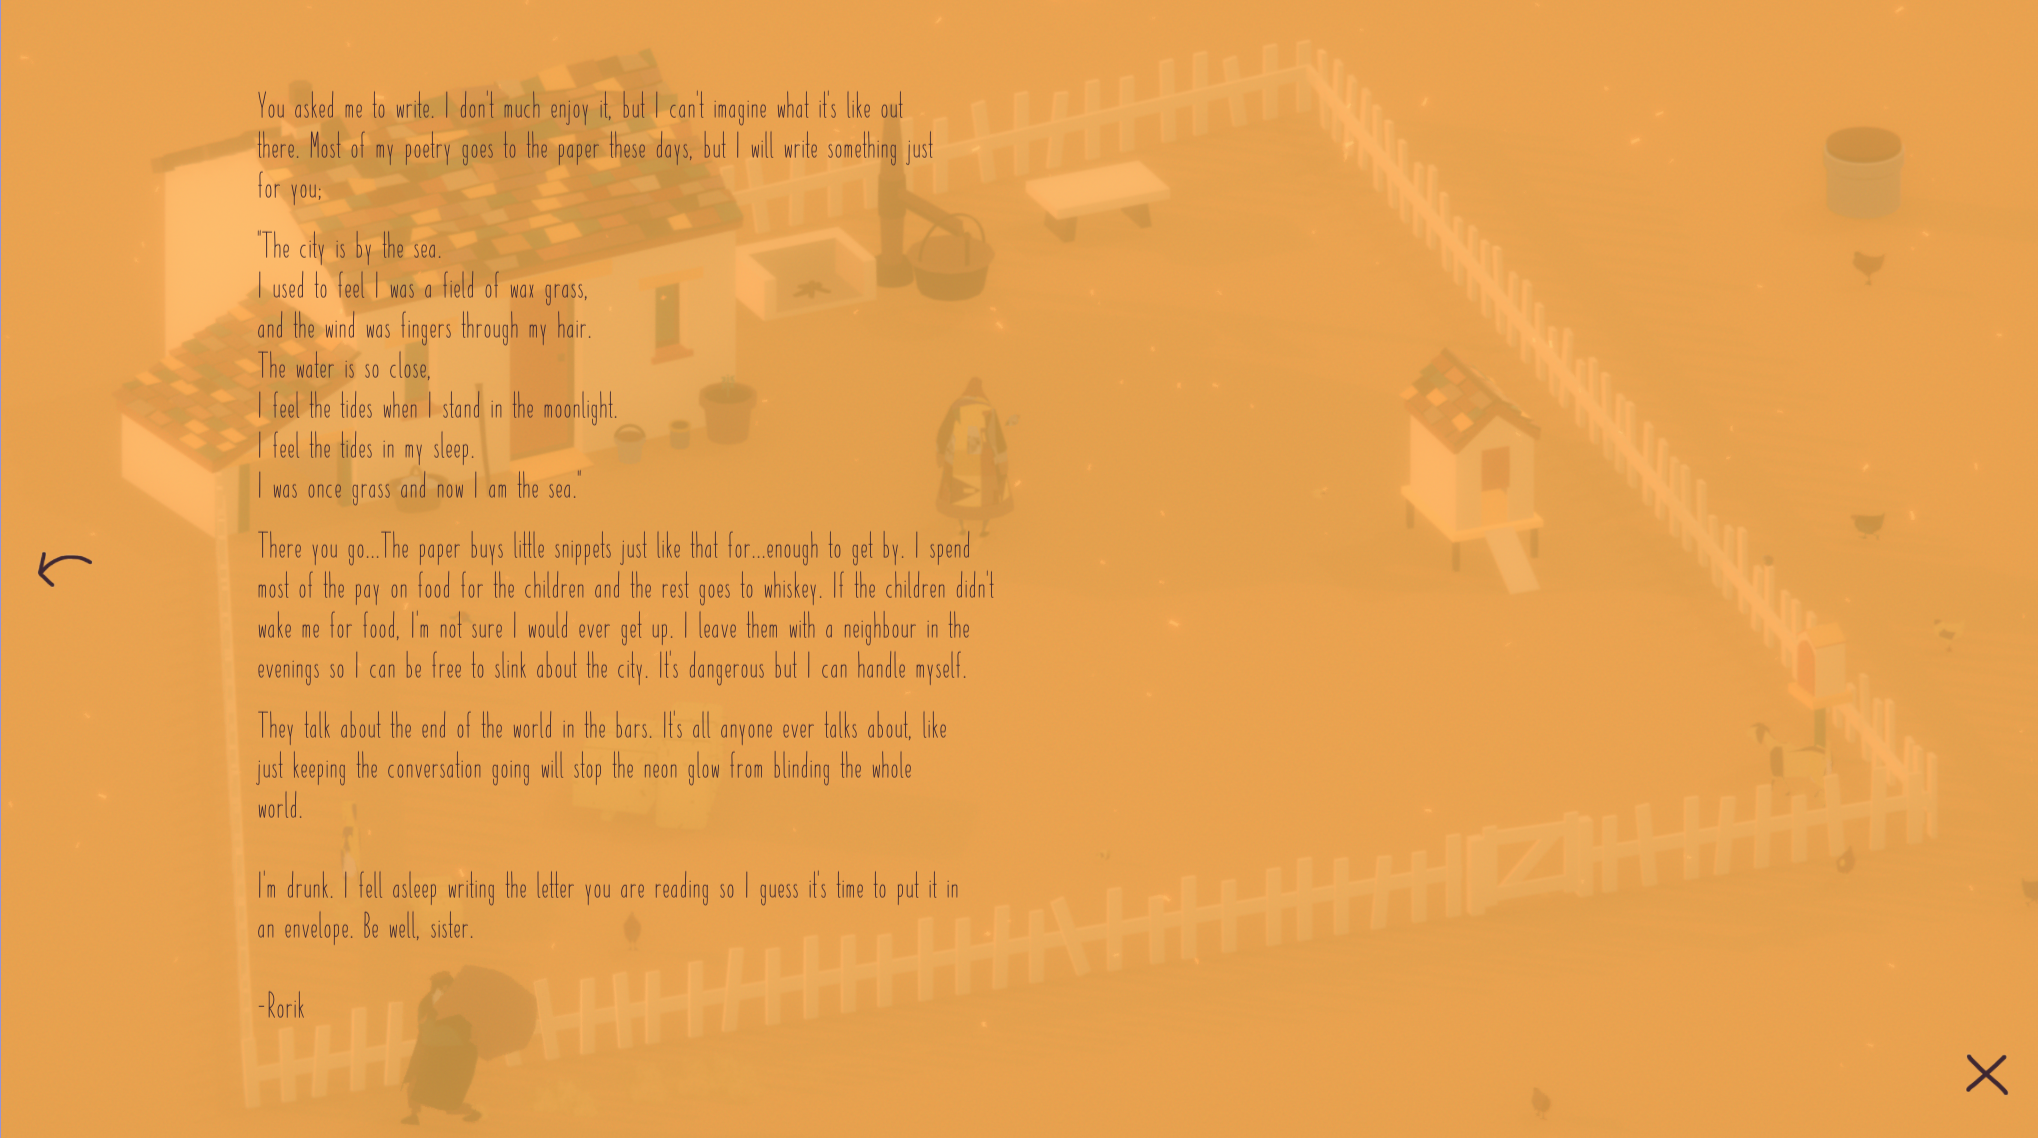 You asked me to write. I don't much enjoy it, but I can't imagine what it's like out
there. Most of my poetry goes to the paper these days, but I will write something just
for you;
"The city is by the sea.
I used to feel I was a field of wax grass,
and the wind was fingers through my hair.
The water is so close,
I feel the tides when I stand in the moonlight.
I feel the tides in my sleep.
I was once grass and now I am the sea."
There you go...The paper buys little snippets just like that for...enough to get by. I spend
most of the pay on food for the children and the rest goes to whiskey. If the children didn't
wake me for food, I'm not sure I would ever get up. I leave them with a neighbour in the
evenings so I can be free to slink about the city. It's dangerous but I can handle myself.
They talk about the end of the world in the bars. It's all anyone ever talks about, like
just keeping the conversation going will stop the neon glow from blinding the whole
world.
I'm drunk. I fell asleep writing the letter you are reading so I guess it's time to put it in
an envelope. Be well, sister.
-Rorik